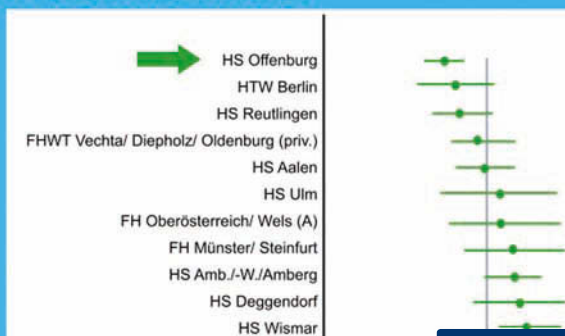 HS Offenburg
HTW Berlin
HS Reutlingen
FHWT Vechta/ Diepholz/ Oldenburg (priv.)
HS Aalen
HS Ulm
FH Oberösterreich/ Wels (A)
FH Münster/ Steinfurt
HS Amb./-W./Amberg
HS Deggendorf
HS Wismar